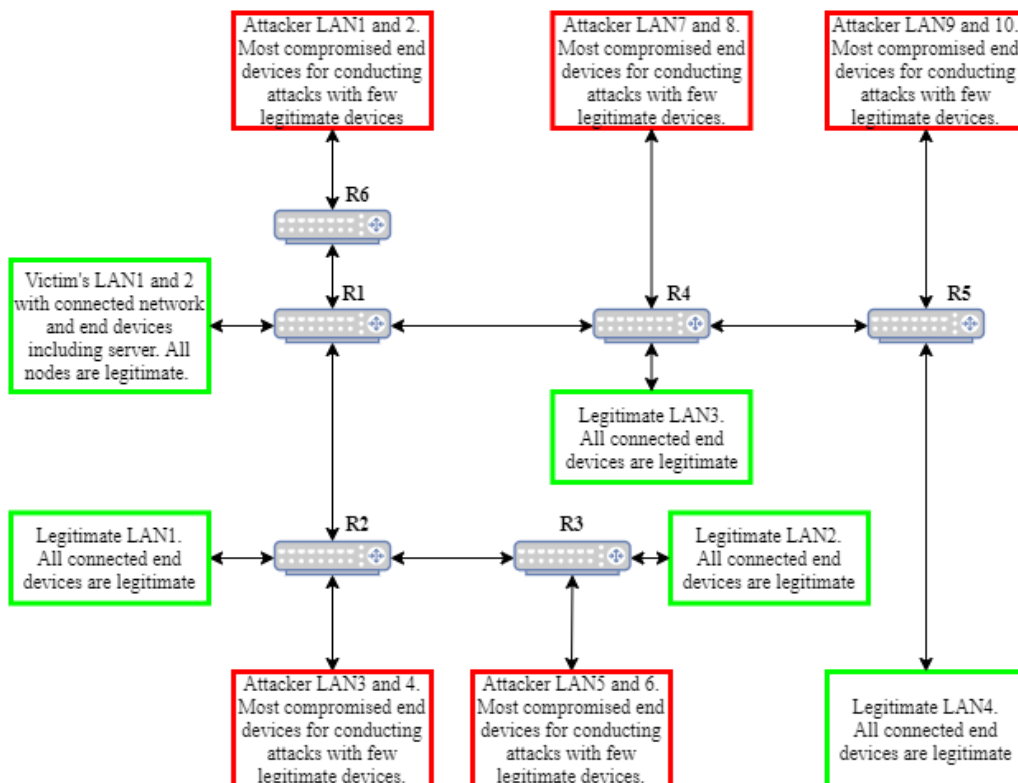 Attacker LAN1 and 2.
Most compromised end
devices for conducting
attacks with few
legitimate devices
Attacker LAN7 and 8.
Most compromised end
devices for conducting
attacks with few
legitimate devices.
Attacker LAN9 and 10.
Most compromised end
devices for conducting
attacks with few
legitimate devices.
R6
Victim's LAN1 and 2
with connected network
and end devices
including server. All
nodes are legitimate.
R1
R4
R5
Legitimate LAN3.
All connected end
devices are legitimate
Legitimate LAN1.
All connected end
devices are legitimate
R2
R3
Legitimate LAN2.
All connected end
devices are legitimate
Attacker LAN3 and 4.
Most compromised end
devices for conducting
attacks with few
legitimate devices.
Attacker LAN5 and 6.
Most compromised end
devices for conducting
attacks with few
legitimate devices.
Legitimate LAN4.
All connected end
devices are legitimate